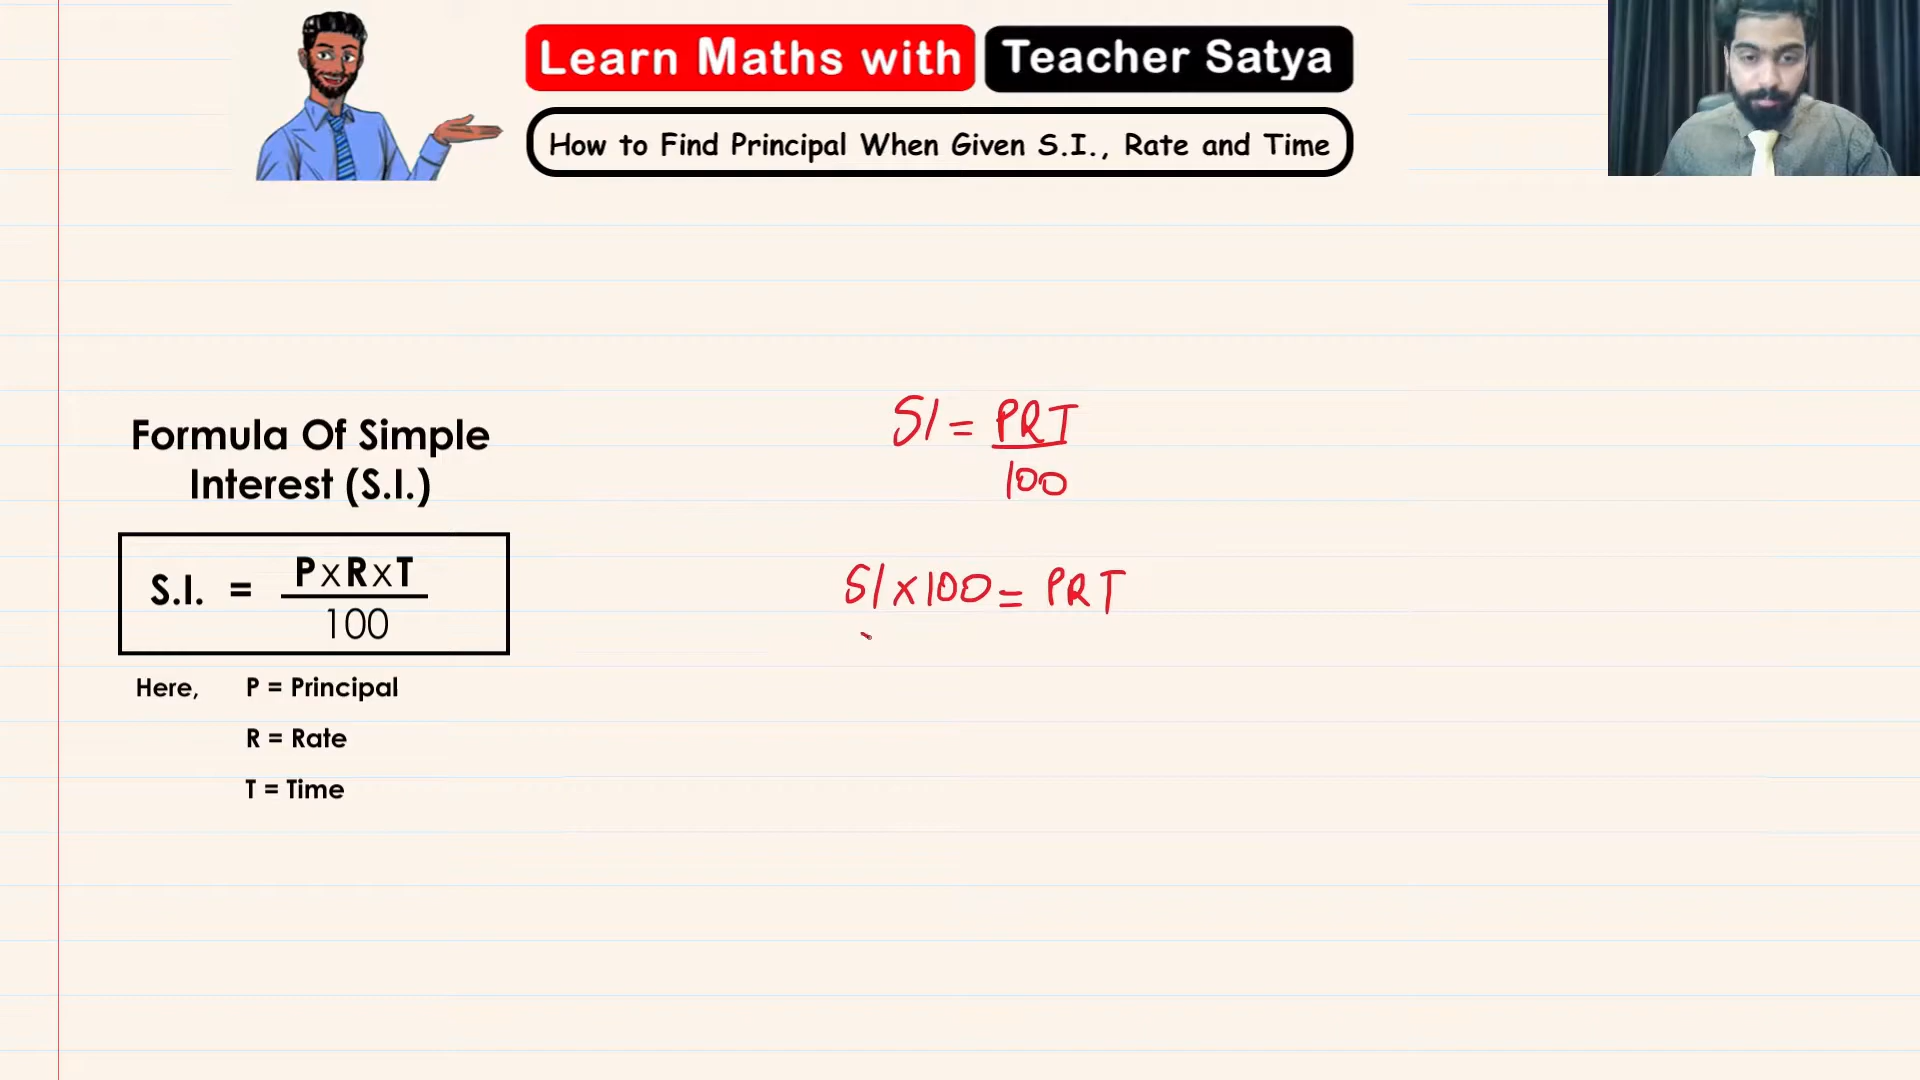 Learn Maths with Teacher Satya
How to Find Principal When Given S.I., Rate and Time
Formula Of Simple
Interest (S.I.)
S.I. = PxRxT
100
Here, P = Principal
R = Rate
T = Time
SI = PRT
100
SI x 100 = PRT